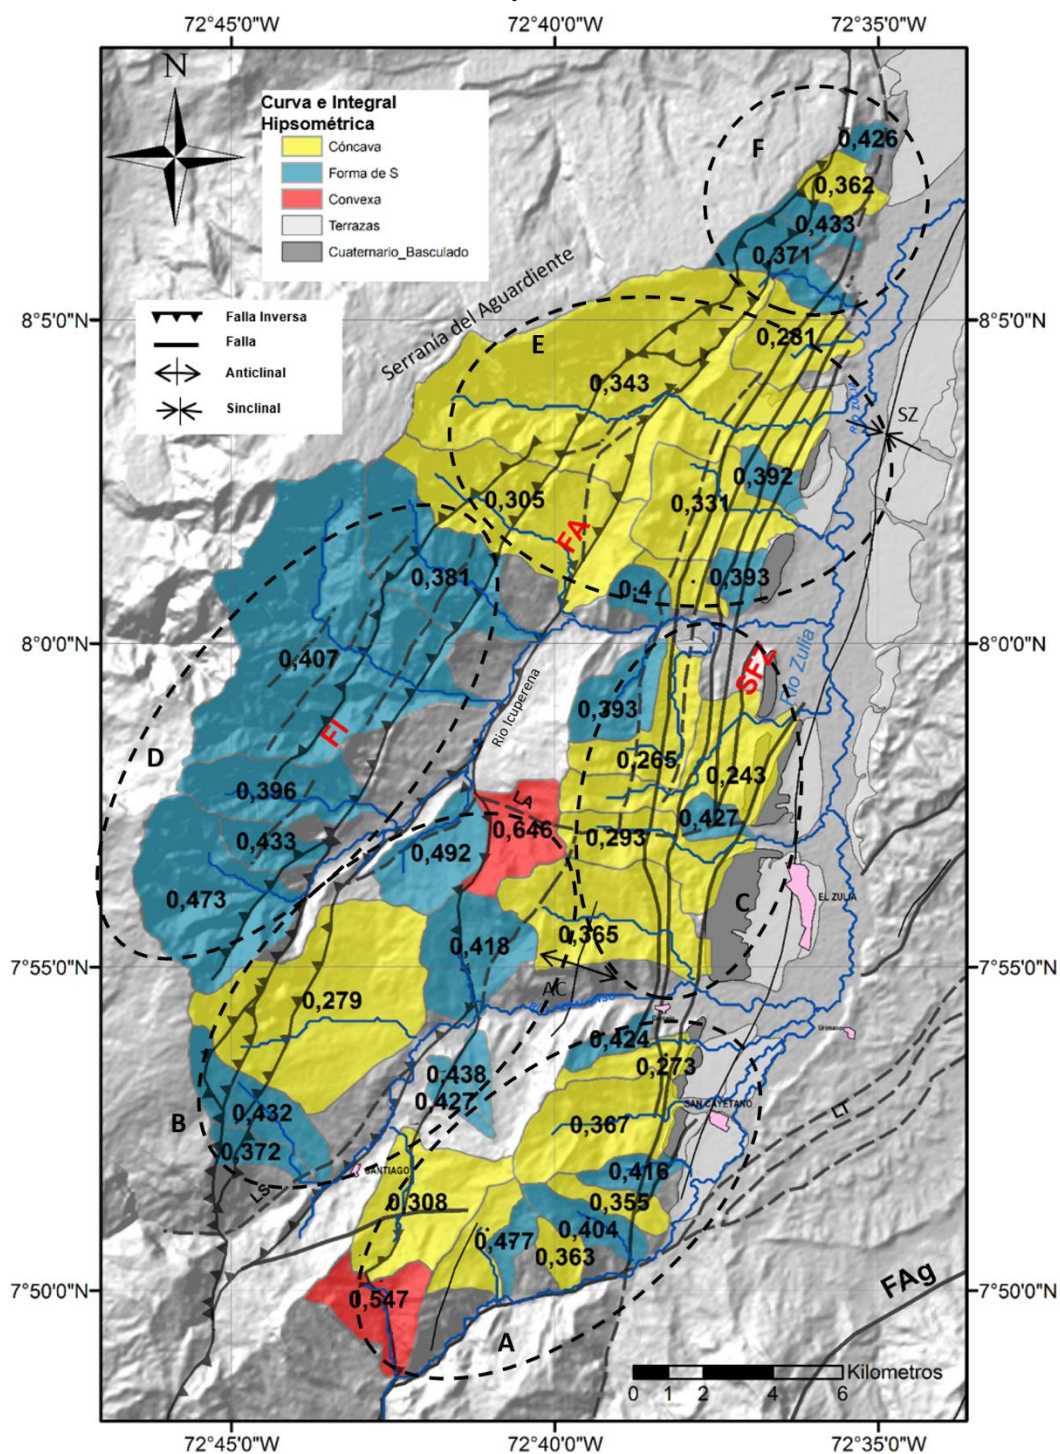 72°45'0"W
72°40'0"W
72°35'0"W
N
Curva e Integral
Hipsométrica
Cóncava
Forma de S
Convexa
Terrazas
Cuaternario_Basculado
Falla Inversa
Falla
Anticlinal
Sinclinal
F
0,426
0,362
0,433
0,371
8°5'0"N
8°5'0"N
Serranía del Aguardiente
E
0,281
0,343
SZ
0,392
0,305
0,331
FA
0,381
0,393
0,4
8°0'0"N
8°0'0"N
0,407
SFZ
Rio Zulia
0,393
Rio Icuperena
FI
D
0,265
0,243
0,396
LA
0,427
0,646
0,293
0,433
0,492
0,473
C
EL ZULIA
0,365
0,418
7°55'0"N
7°55'0"N
AC
0,279
0,424
0,273
0,438
0,427
SAN CAYETANO
LT
0,432
B
0,367
0,372
0,416
SANTIAGO
LS
0,308
0,355
0,404
0,477
0,363
FAg
7°50'0"N
7°50'0"N
0,547
A
Kilometros
0 1 2 4 6
72°45'0"W
72°40'0"W
72°35'0"W